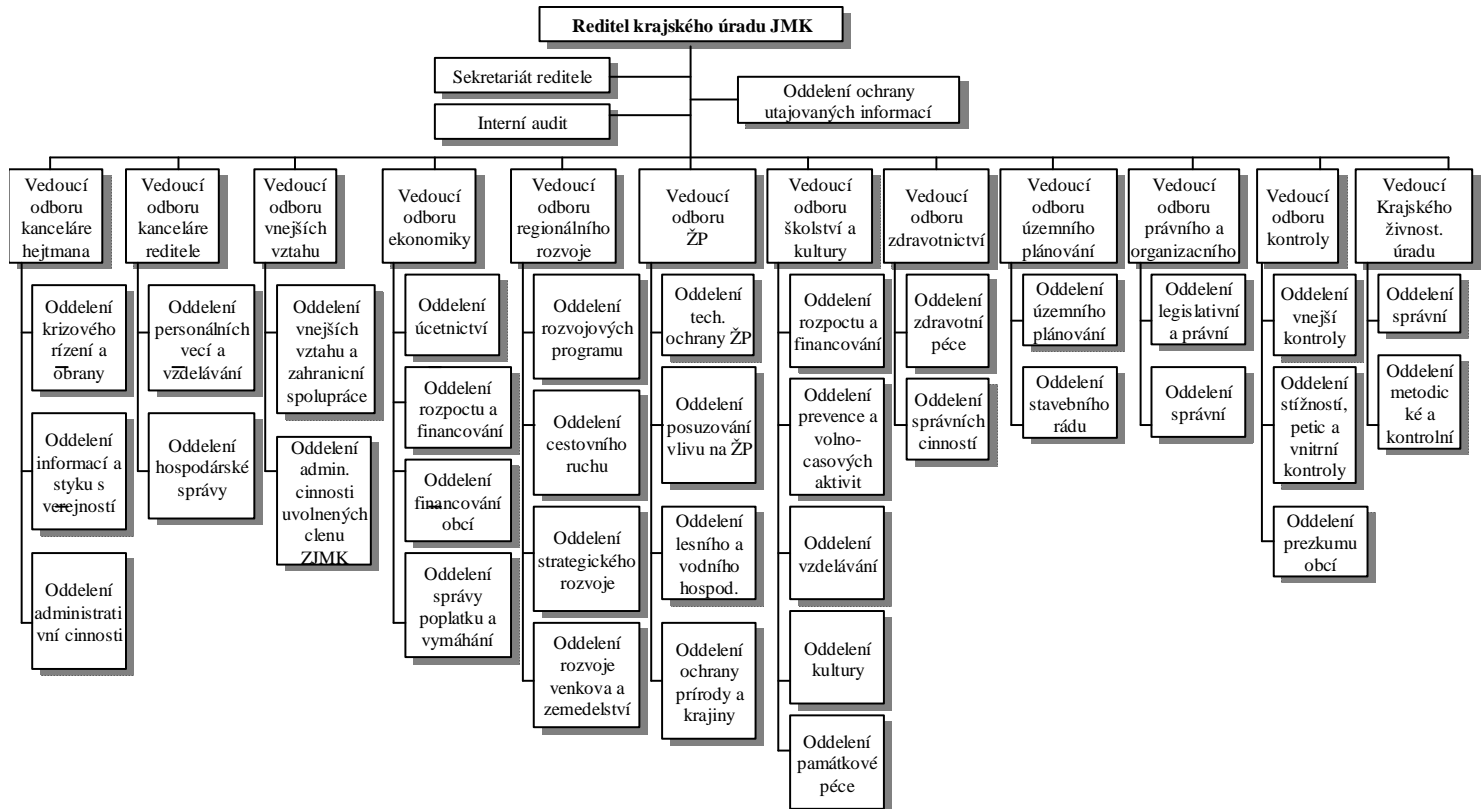 Reditel krajského úradu JMK
Sekretariát reditele
Oddelení ochrany
utajovaných informací
Interní audit
Vedoucí
odboru
kanceláre
hejtmana
Vedoucí
odboru
kanceláre
reditele
Vedoucí
odboru
vnejších
vztahu
Vedoucí
odboru
ekonomiky
Vedoucí
odboru
regionálního
rozvoje
Vedoucí
odboru
ŽP
Vedoucí
odboru
školství a
kultury
Vedoucí
odboru
zdravotnictví
Vedoucí
odboru
územního
plánování
Vedoucí
odboru
právního a
organizacního
Vedoucí
odboru
kontroly
Vedoucí
Krajského
živnost.
úradu
Oddelení
krizového
rízení a
obrany
Oddelení
informací a
styku s
verejností
Oddelení
administrati
vní cinnosti
Oddelení
personálních
vecí a
vzdelávání
Oddelení
hospodárské
správy
Oddelení
vnejších
vztahu a
zahranicní
spolupráce
Oddelení
admin.
cinnosti
uvolnených
clenu
ZJMK
Oddelení
úcetnictví
Oddelení
rozpoctu a
financování
Oddelení
financování
obcí
Oddelení
správy
poplatku a
vymáhání
Oddelení
rozvojových
programu
Oddelení
cestovního
ruchu
Oddelení
strategického
rozvoje
Oddelení
rozvoje
venkova a
zemedelství
Oddelení
tech.
ochrany ŽP
Oddelení
posuzování
vlivu na ŽP
Oddelení
lesního a
vodního
hospod.
Oddelení
ochrany
prírody a
krajiny
Oddelení
rozpoctu a
financování
Oddelení
prevence a
volno-
casových
aktivit
Oddelení
vzdelávání
Oddelení
kultury
Oddelení
památkové
péce
Oddelení
zdravotní
péce
Oddelení
správních
cinností
Oddelení
územního
plánování
Oddelení
stavebního
rádu
Oddelení
legislativní
a právní
Oddelení
správní
Oddelení
vnejší
kontroly
Oddelení
stížností,
petic a
vnitrní
kontroly
Oddelení
prezkumu
obcí
Oddelení
správní
Oddelení
metodic
ké a
kontrolní